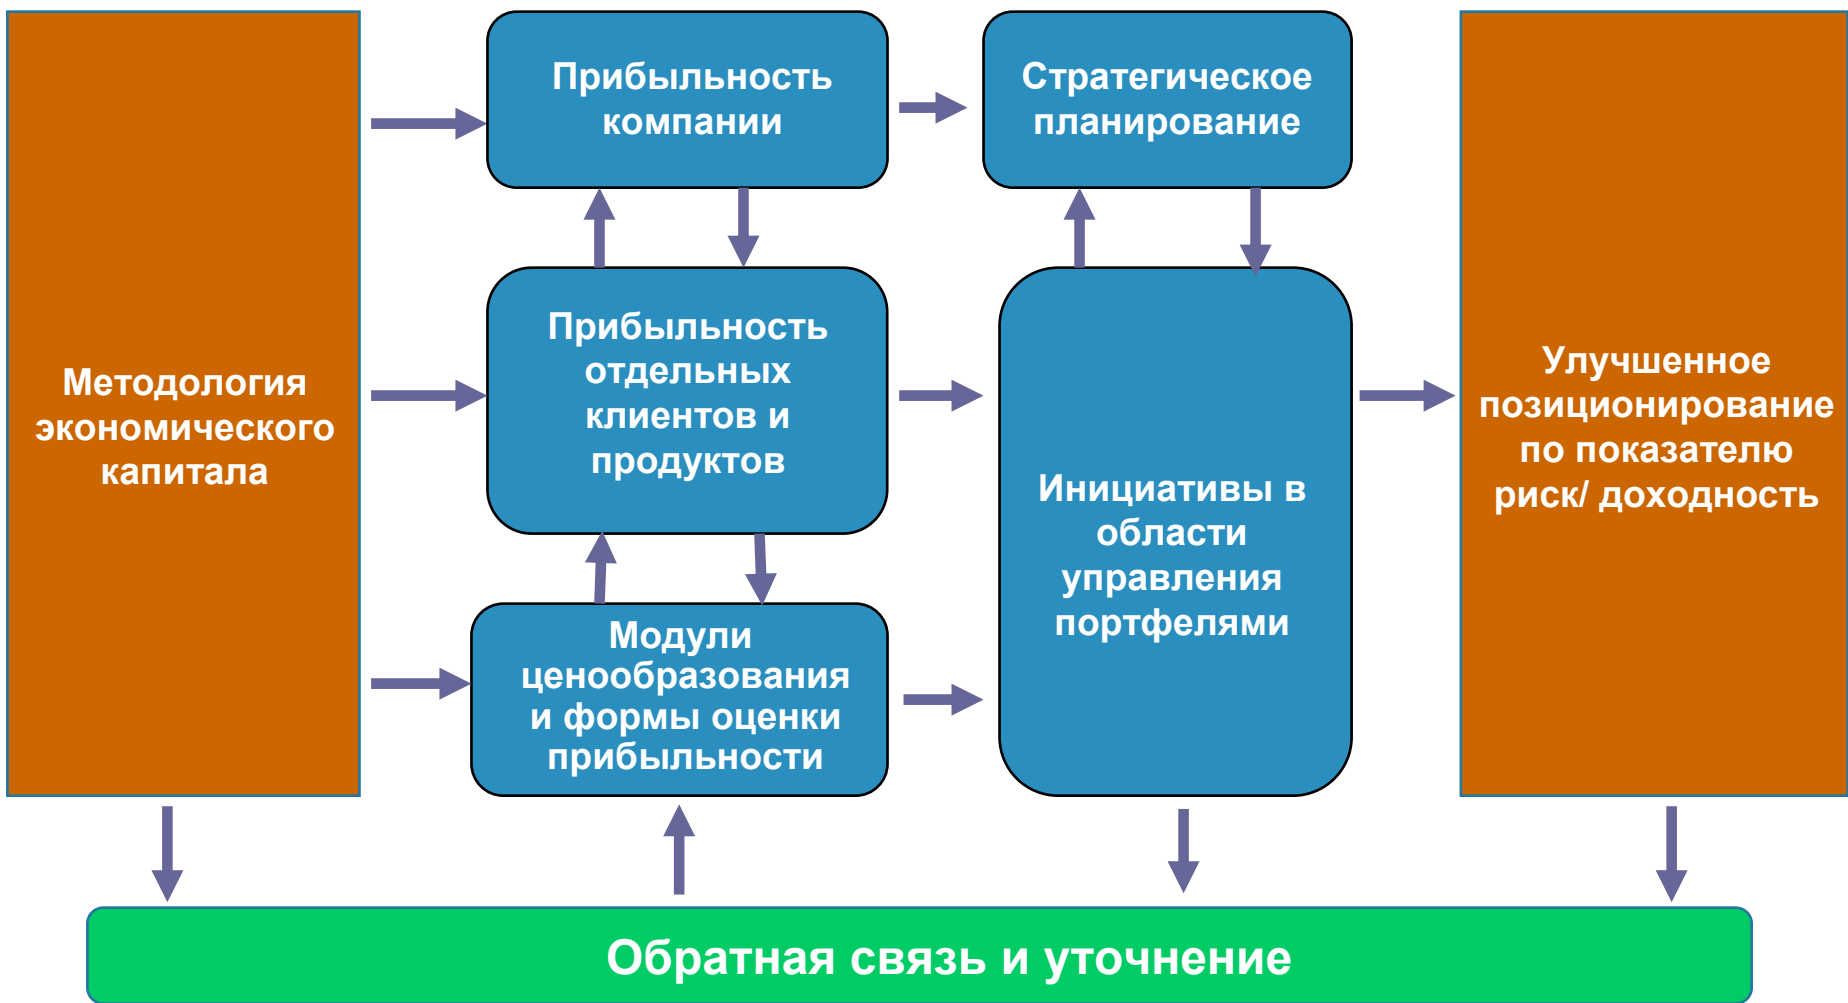 Методология
экономического
капитала
Прибыльность
компании
Стратегическое
планирование
Прибыльность
отдельных
клиентов и
продуктов
Модули
ценообразования
и формы оценки
прибыльности
Инициативы в
области
управления
портфелями
Улучшенное
позиционирование
по показателю
риск/ доходность
Обратная связь и уточнение